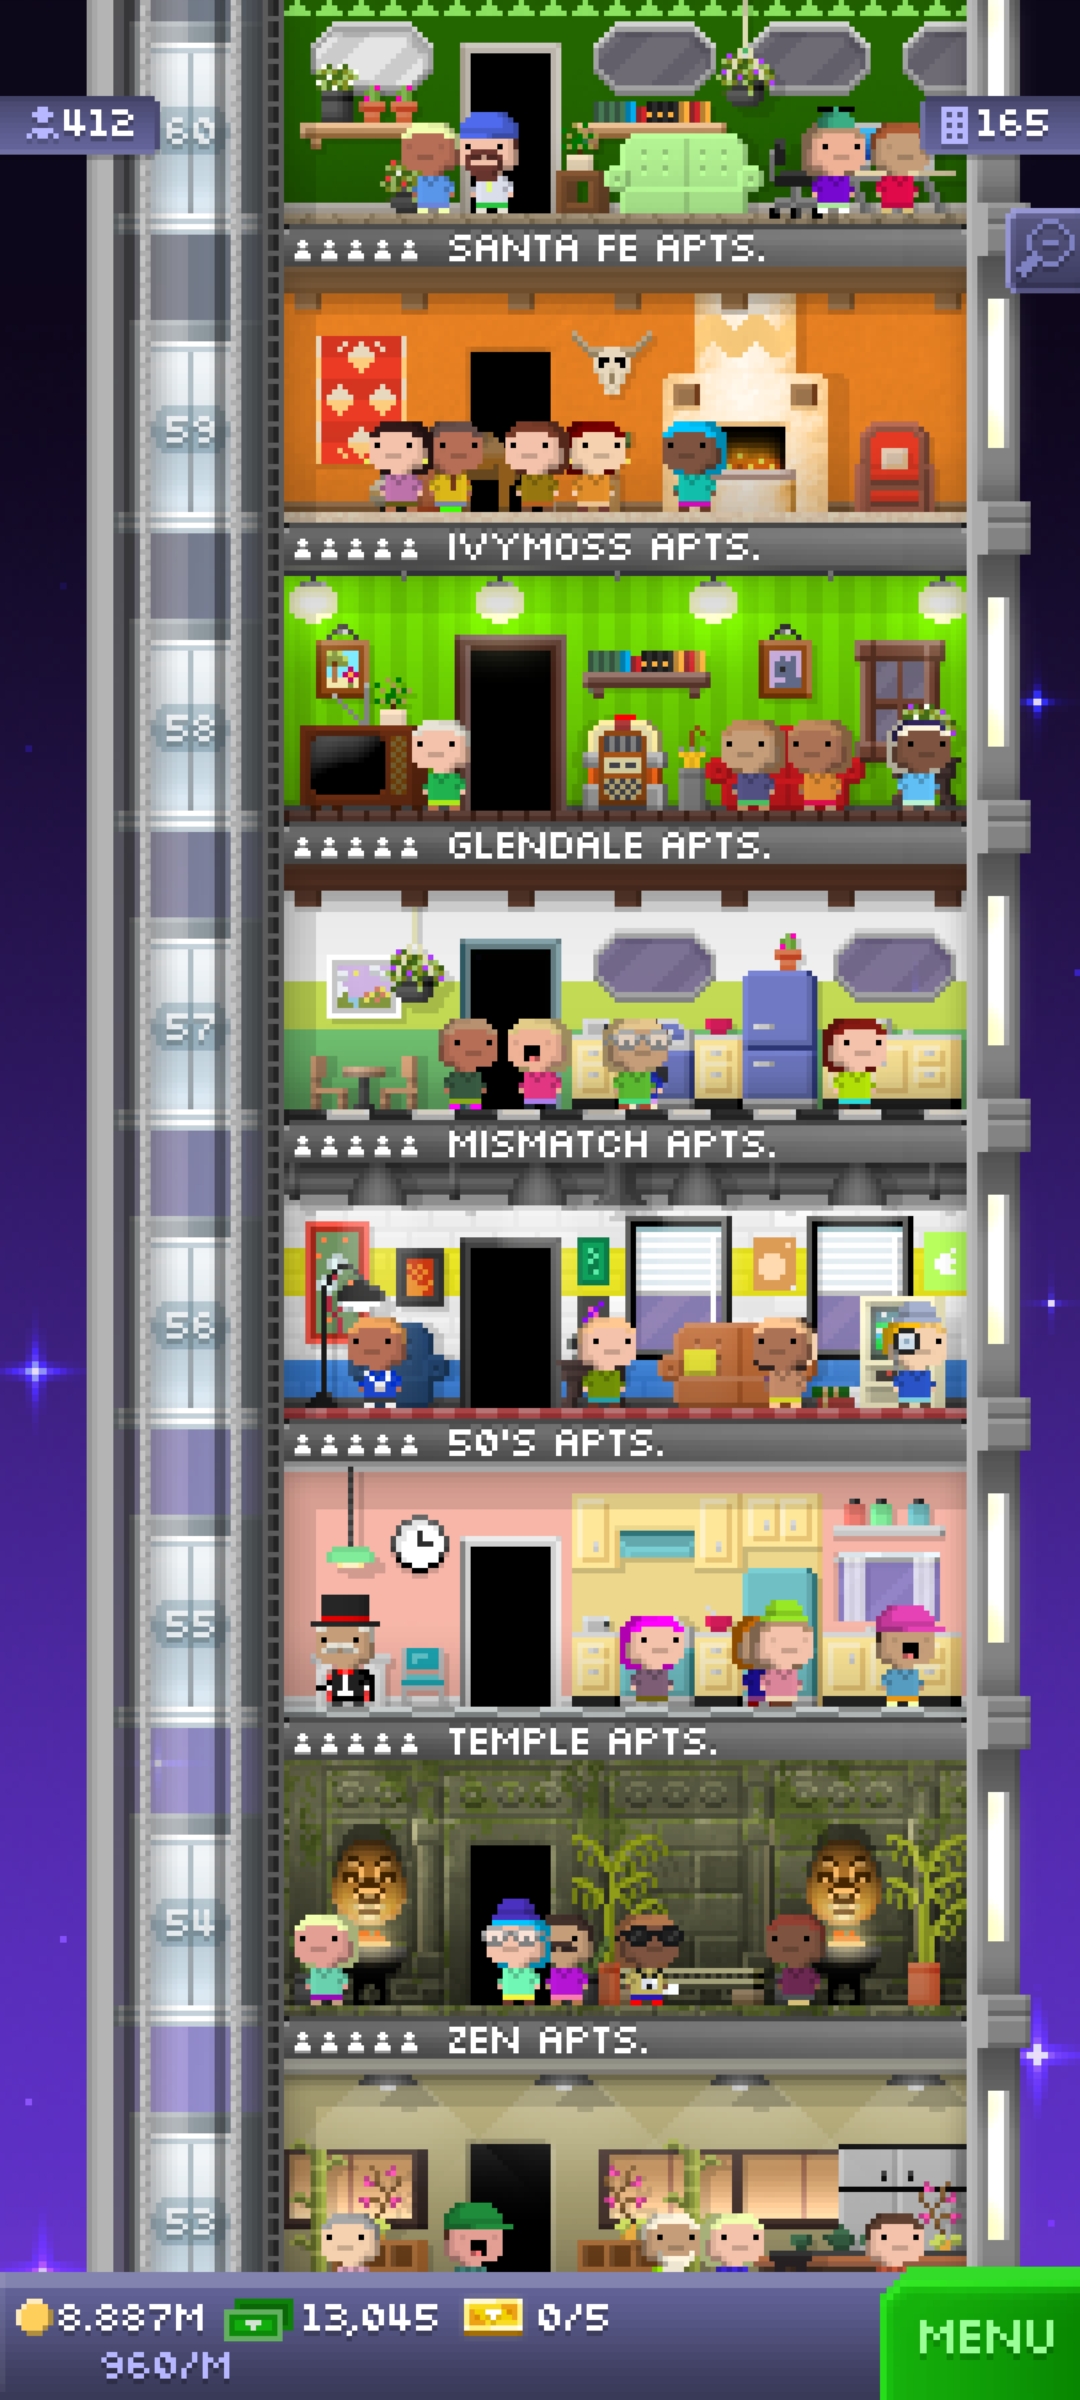 412
60
165
SANTA FE APTS.
59
IVYMOSS APTS.
58
GLENDALE APTS.
57
MISMATCH APTS.
56
50'S APTS.
55
TEMPLE APTS.
54
ZEN APTS.
53
8.887M 13,045 0/5
960/M
MENU